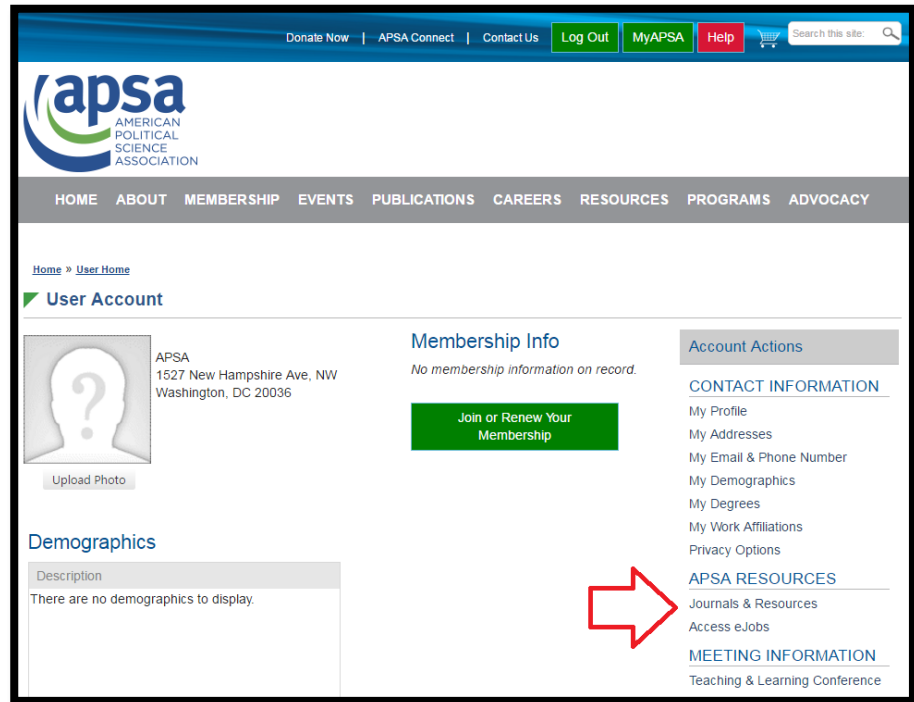 Donate Now | APSA Connect | Contact Us Log Out MyAPSA Help Search this site:
apsa
AMERICAN
POLITICAL
SCIENCE
ASSOCIATION
HOME ABOUT MEMBERSHIP EVENTS PUBLICATIONS CAREERS RESOURCES PROGRAMS ADVOCACY
Home » User Home
User Account
APSA
1527 New Hampshire Ave, NW
Washington, DC 20036
?
Upload Photo
Membership Info
No membership information on record.
Join or Renew Your
Membership
Demographics
Description
There are no demographics to display.
Account Actions
CONTACT INFORMATION
My Profile
My Addresses
My Email & Phone Number
My Demographics
My Degrees
My Work Affiliations
Privacy Options
APSA RESOURCES
Journals & Resources
Access eJobs
MEETING INFORMATION
Teaching & Learning Conference